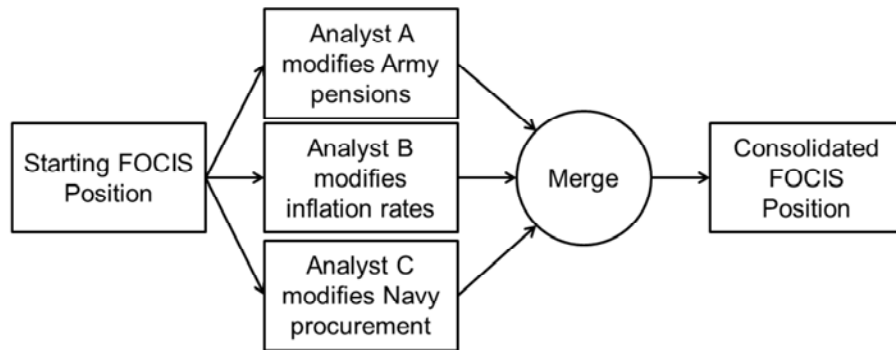 Starting FOCIS
Position
Analyst A
modifies Army
pensions
Analyst B
modifies
inflation rates
Analyst C
modifies Navy
procurement
Merge
Consolidated
FOCIS
Position